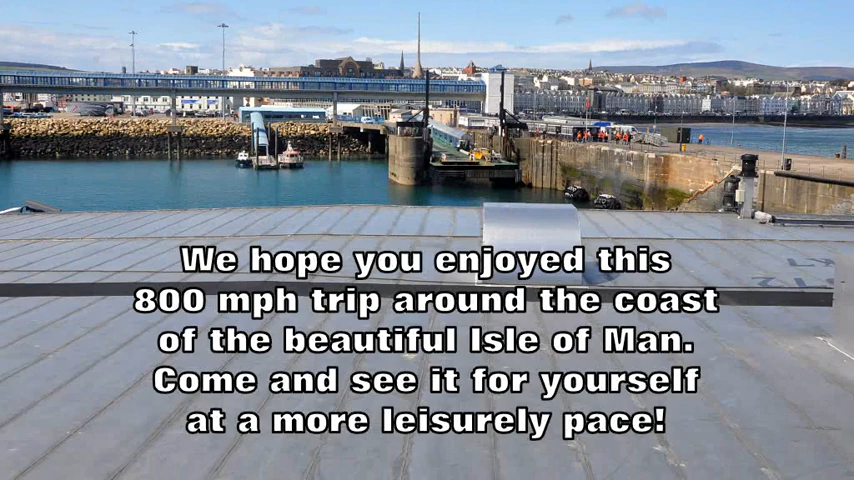 We hope you enjoyed this
800 mph trip around the coast
of the beautiful Isle of Man.
Come and see it for yourself
at a more leisurely pace!